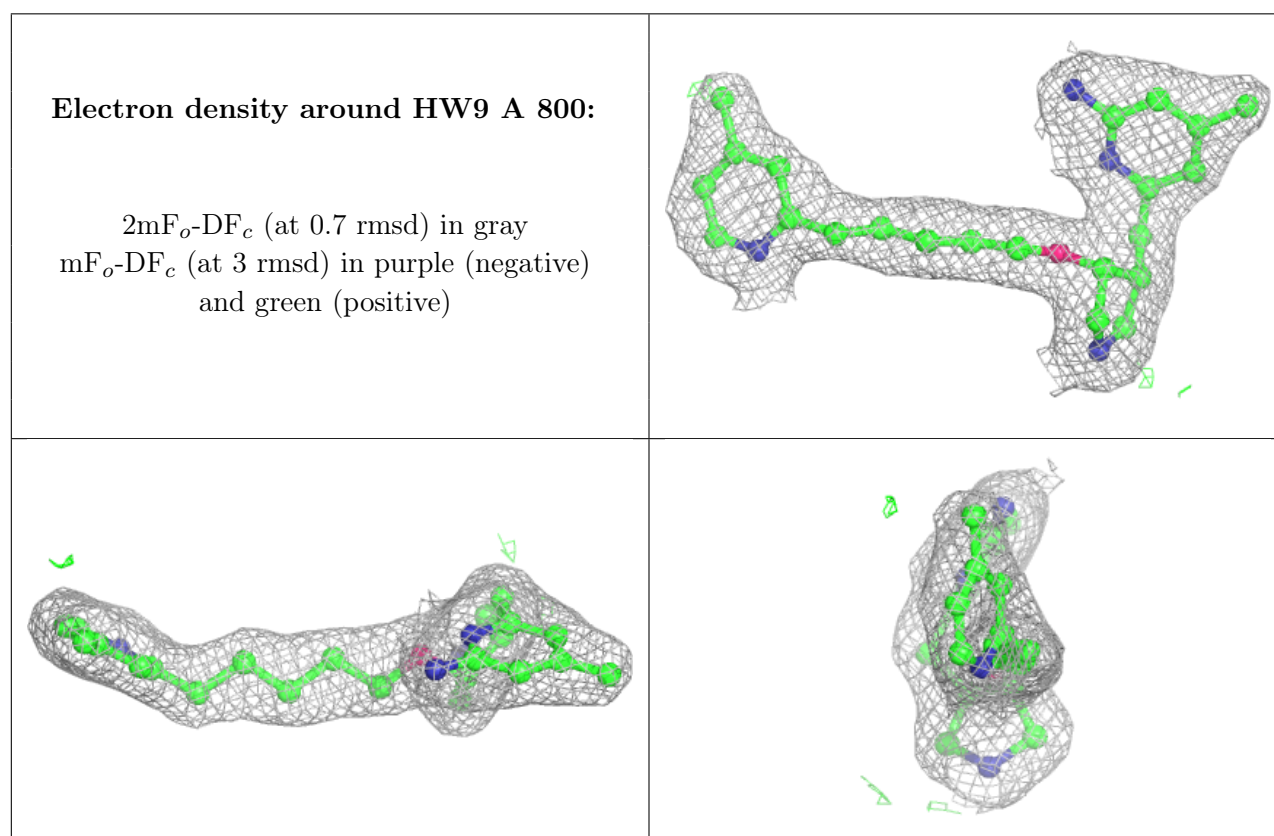 Electron density around HW9 A 800:
2mFo-DFc (at 0.7 rmsd) in gray
mFo-DFc (at 3 rmsd) in purple (negative)
and green (positive)